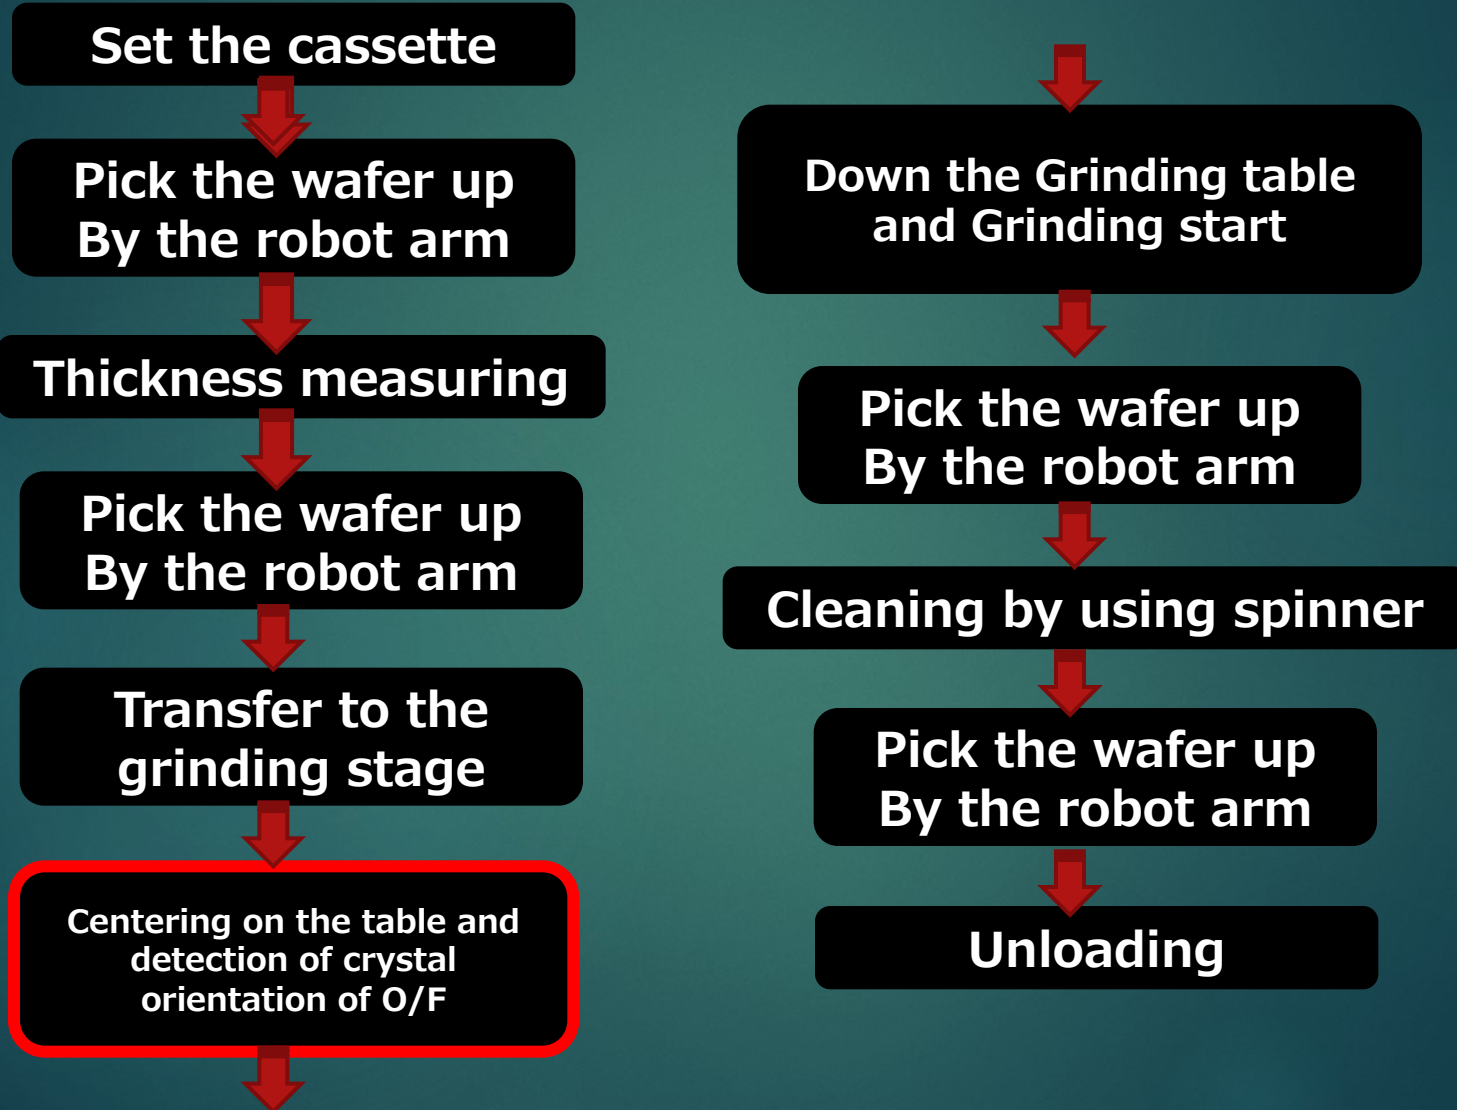 Set the cassette
Pick the wafer up
By the robot arm
Thickness measuring
Pick the wafer up
By the robot arm
Transfer to the
grinding stage
Centering on the table and
detection of crystal
orientation of O/F
Down the Grinding table
and Grinding start
Pick the wafer up
By the robot arm
Cleaning by using spinner
Pick the wafer up
By the robot arm
Unloading